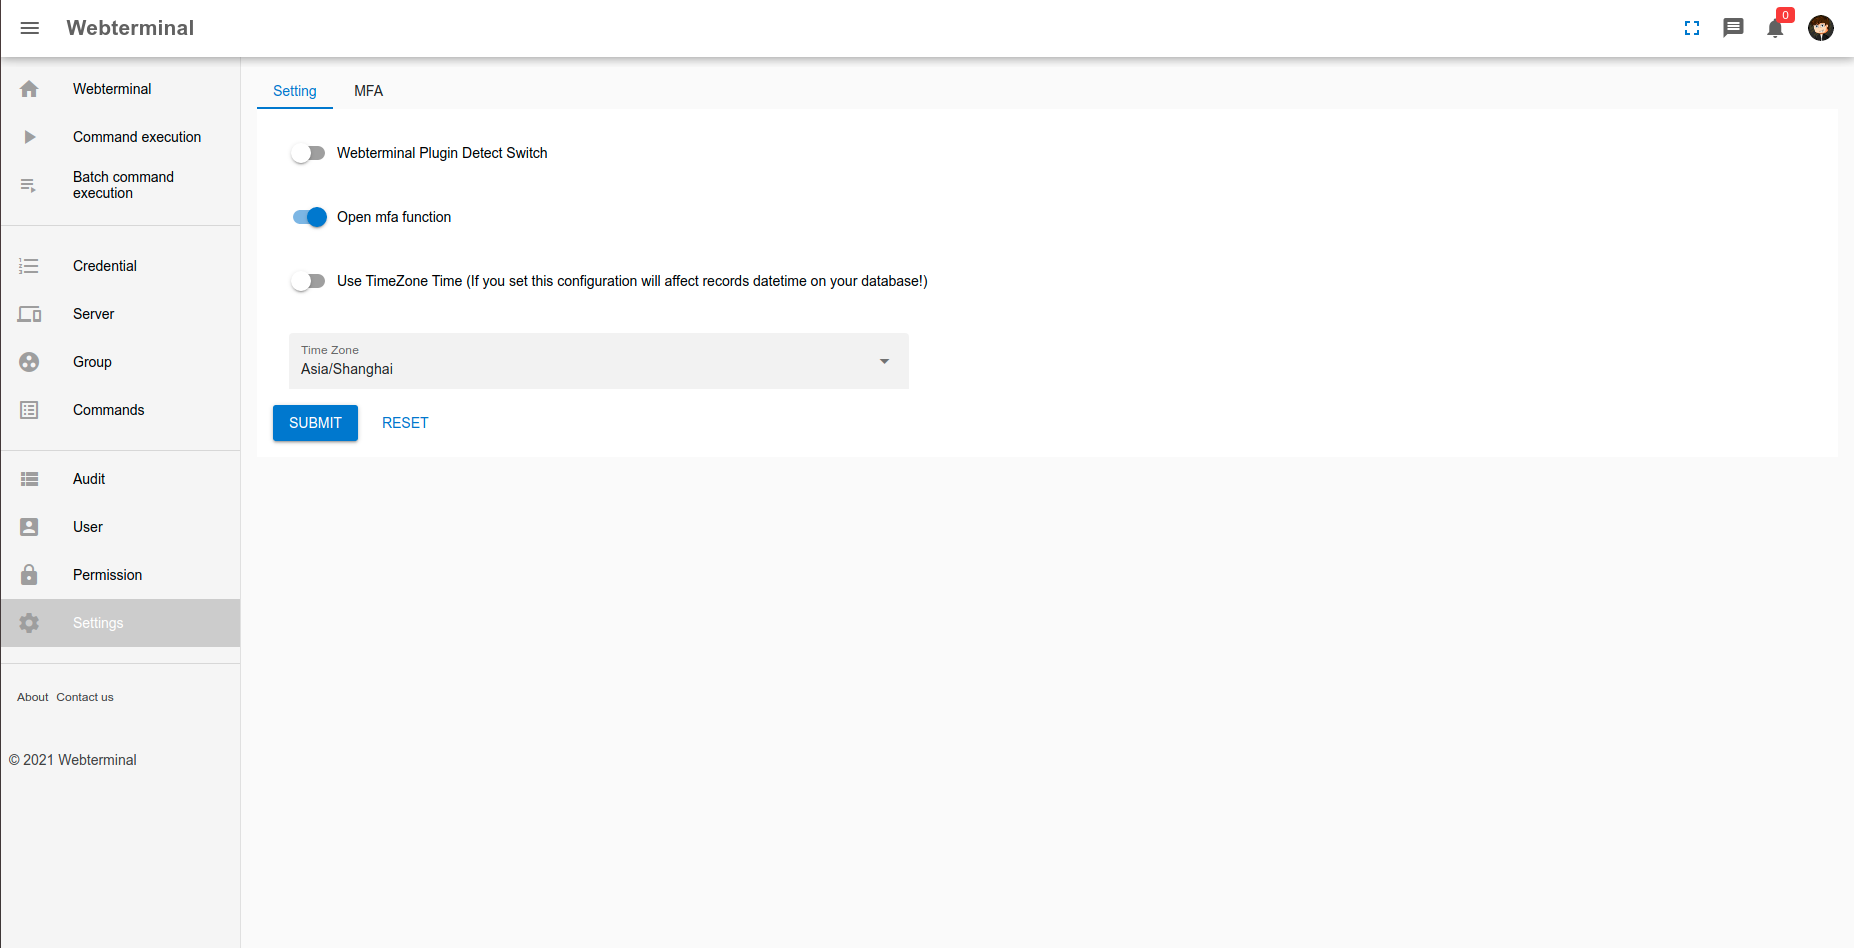 Webterminal
0
Webterminal
Command execution
Batch command
execution
Credential
Server
Group
Commands
Audit
User
Permission
Settings
About Contact us
© 2021 Webterminal
Setting MFA
Webterminal Plugin Detect Switch
Open mfa function
Use TimeZone Time (If you set this configuration will affect records datetime on your database!)
Time Zone
Asia/Shanghai
SUBMIT RESET